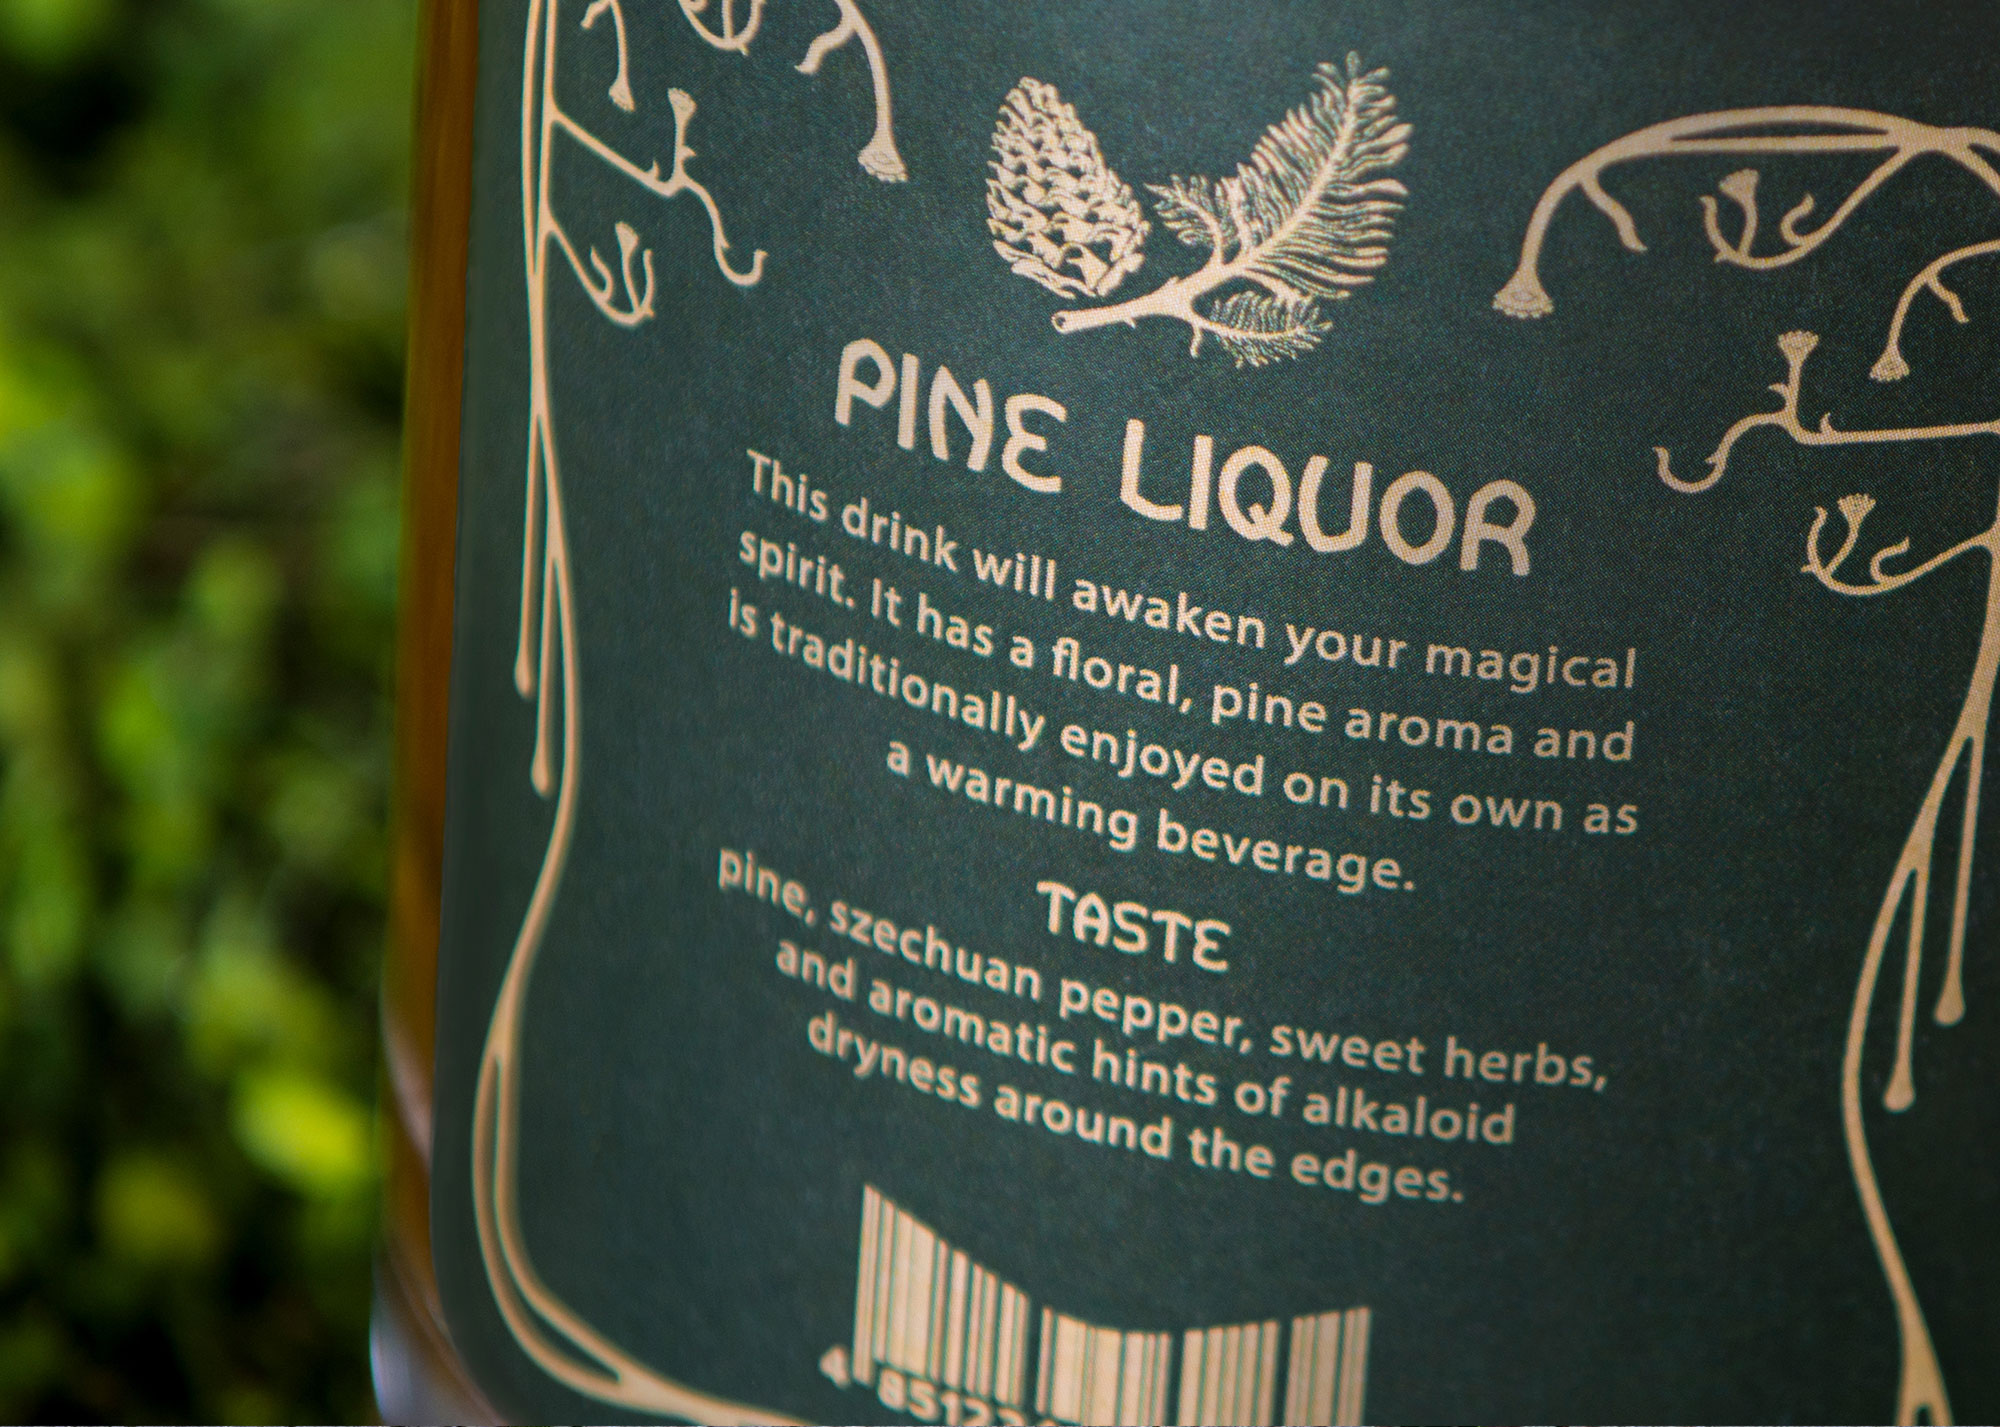 PINE LIQUOR
This drink will awaken your magical
spirit. It has a floral, pine aroma and
is traditionally enjoyed on its own as
a warming beverage.
TASTE
pine, szechuan pepper, sweet herbs,
and aromatic hints of alkaloid
dryness around the edges.
4 85123